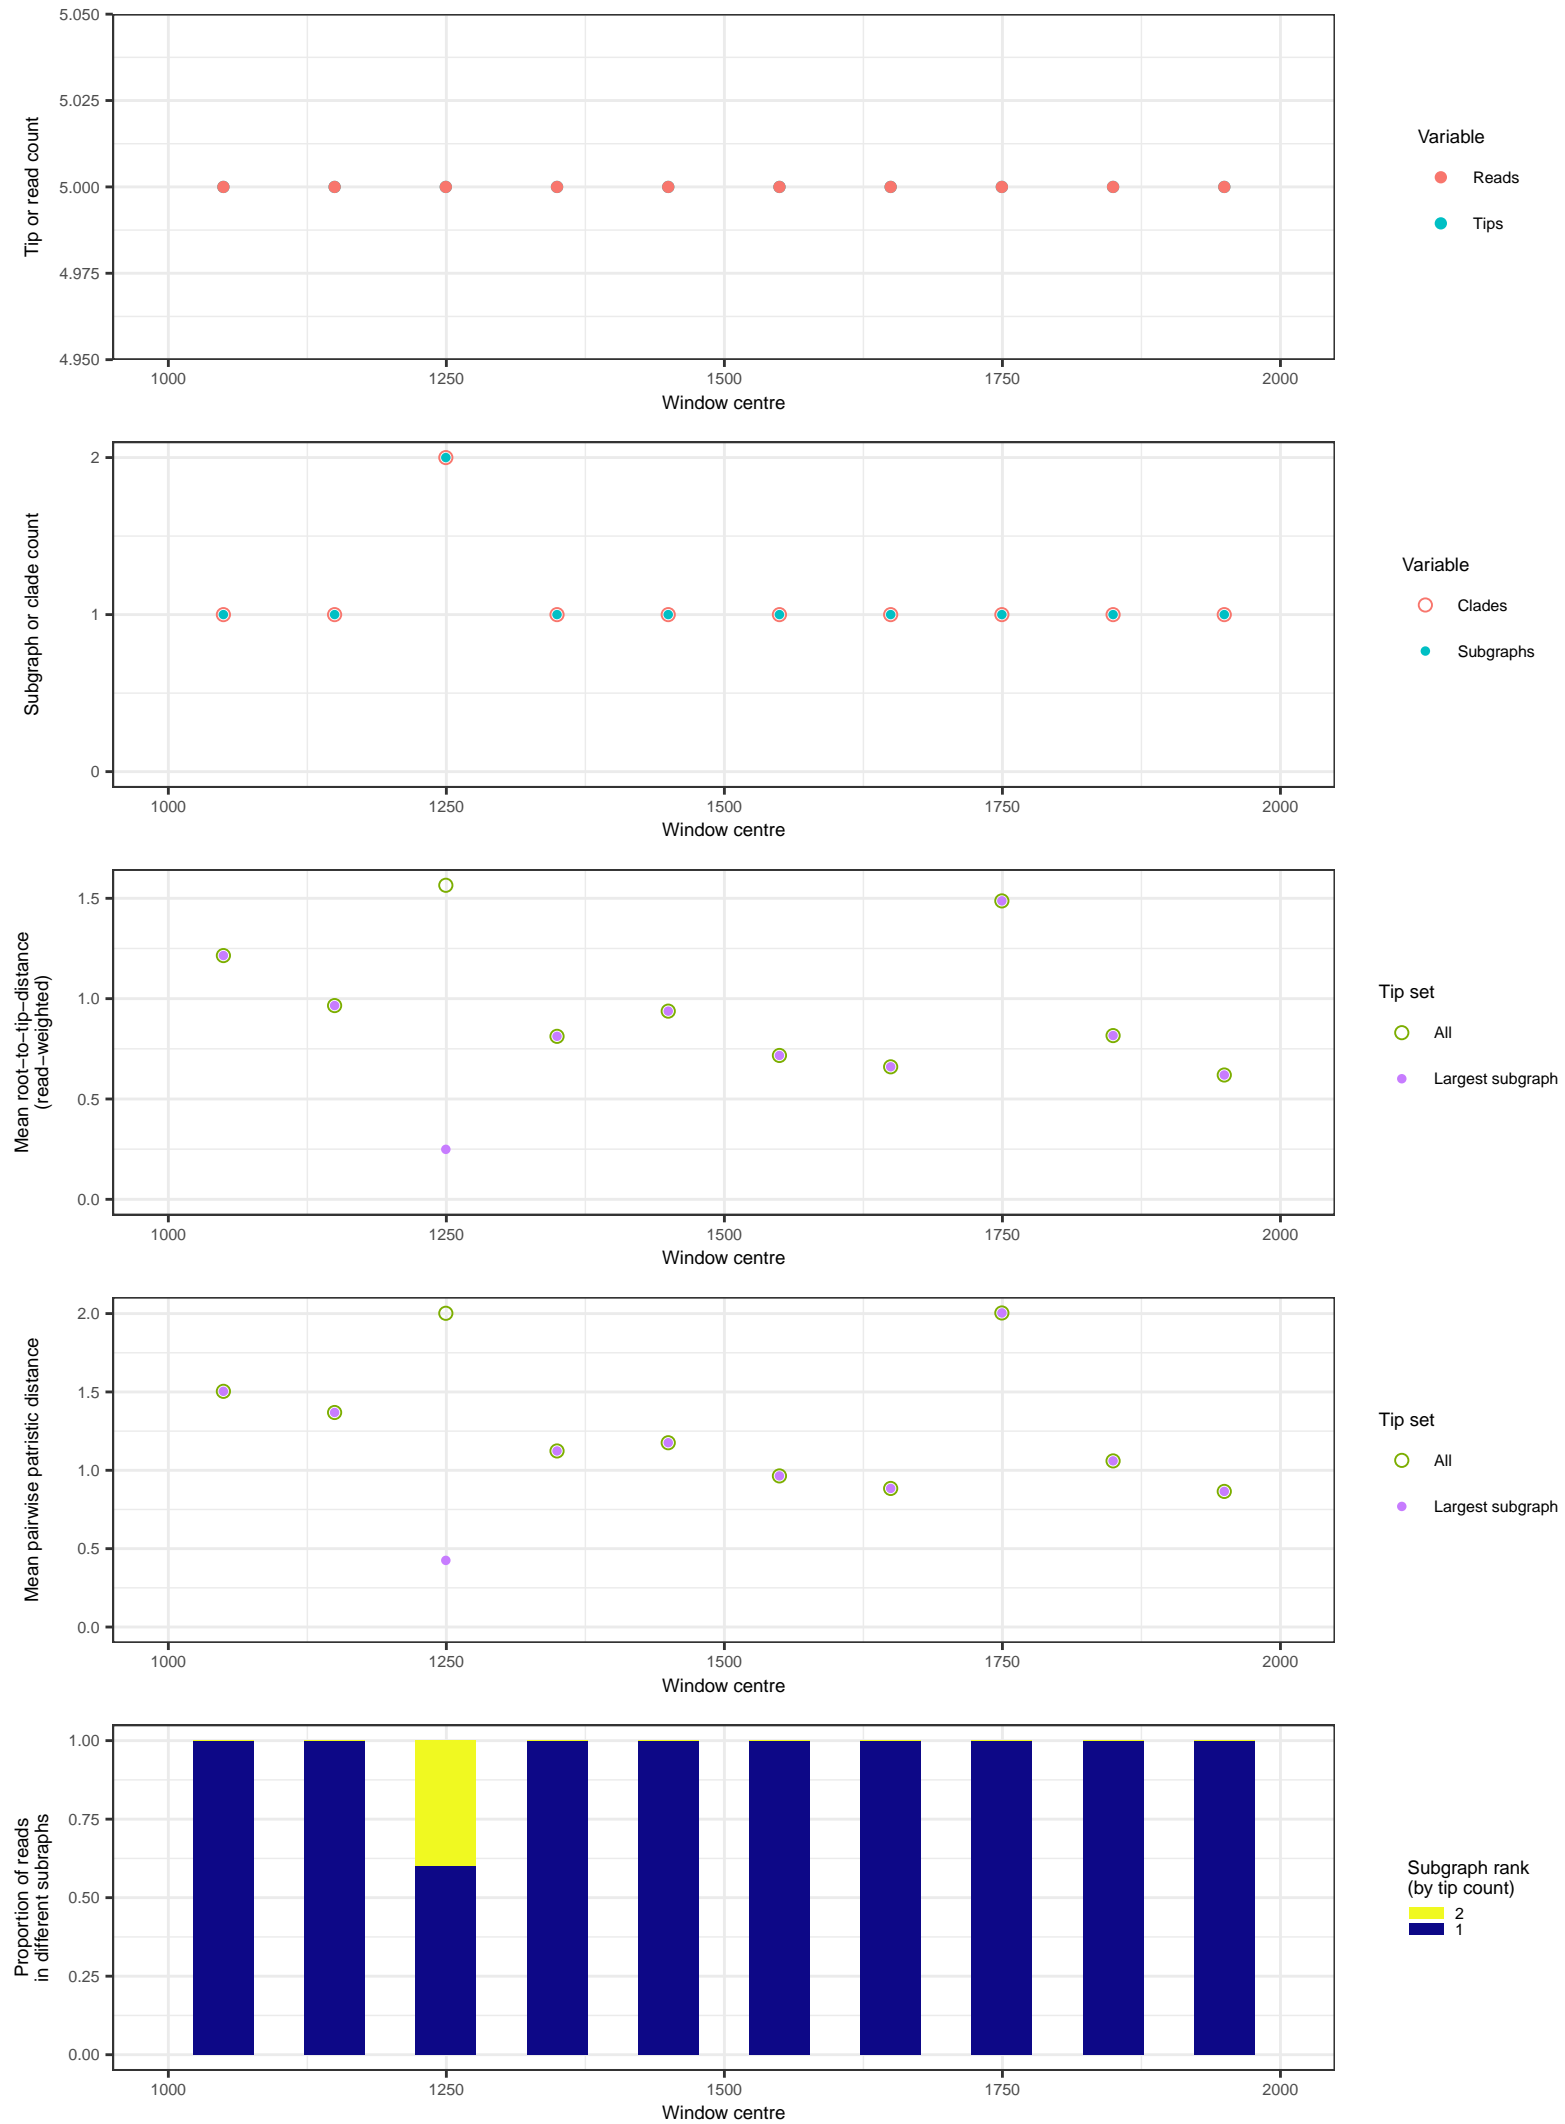 5.050
5.025
5.000
4.975
4.950
Tip or read count
1000 1250 1500 1750 2000
Window centre
Variable
Reads
Tips
2
1
0
Subgraph or clade count
1000 1250 1500 1750 2000
Window centre
Variable
Clades
Subgraphs
1.5
1.0
0.5
0.0
Mean root−to−tip−distance
(read−weighted)
1000 1250 1500 1750 2000
Window centre
Tip set
All
Largest subgraph
2.0
1.5
1.0
0.5
0.0
Mean pairwise patristic distance
1000 1250 1500 1750 2000
Window centre
Tip set
All
Largest subgraph
1.00
0.75
0.50
0.25
0.00
Proportion of reads
in different subraphs
1000 1250 1500 1750 2000
Window centre
Subgraph rank
(by tip count)
2
1